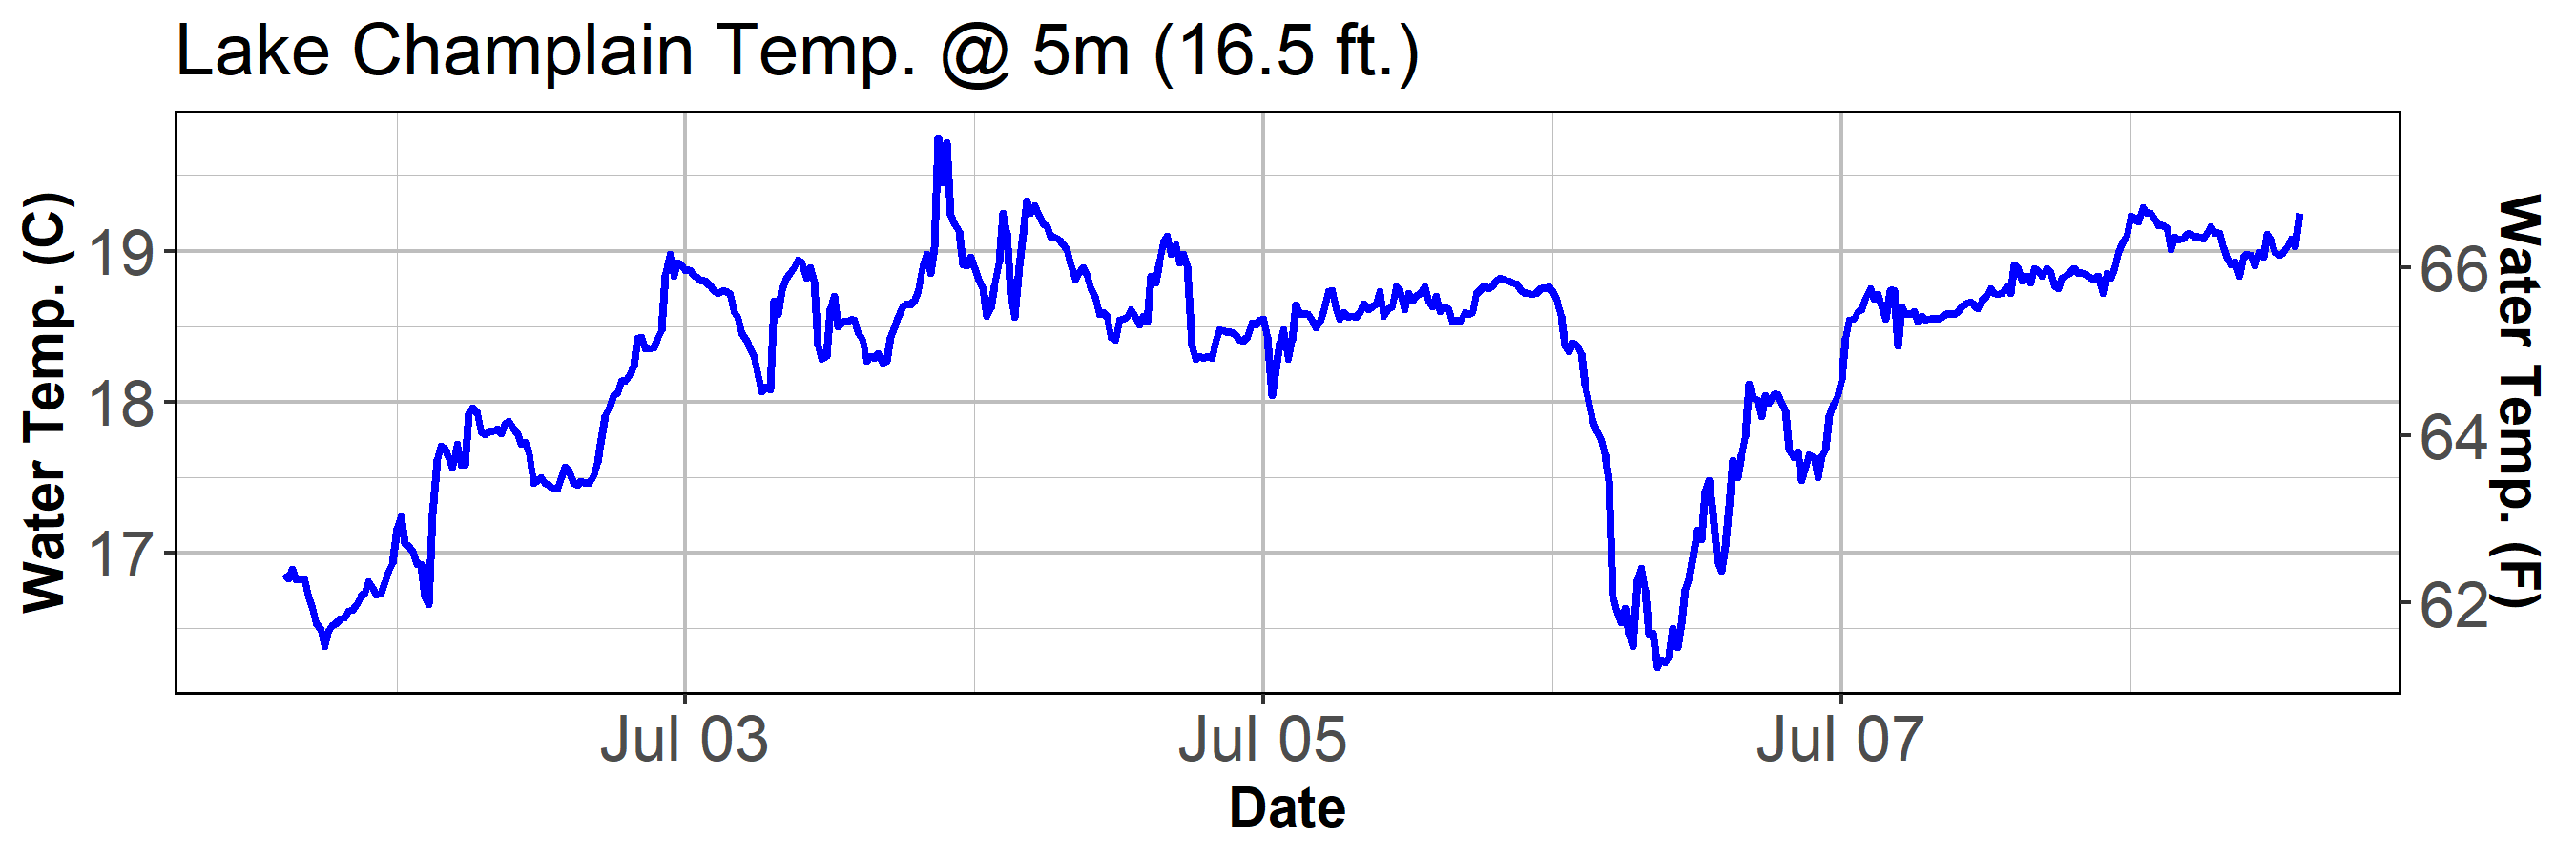 Lake Champlain Temp. @ 5m (16.5 ft.)
Water Temp. (C)
19
18
17
66
64
62
Water Temp. (F)
Jul 03
Jul 05
Jul 07
Date